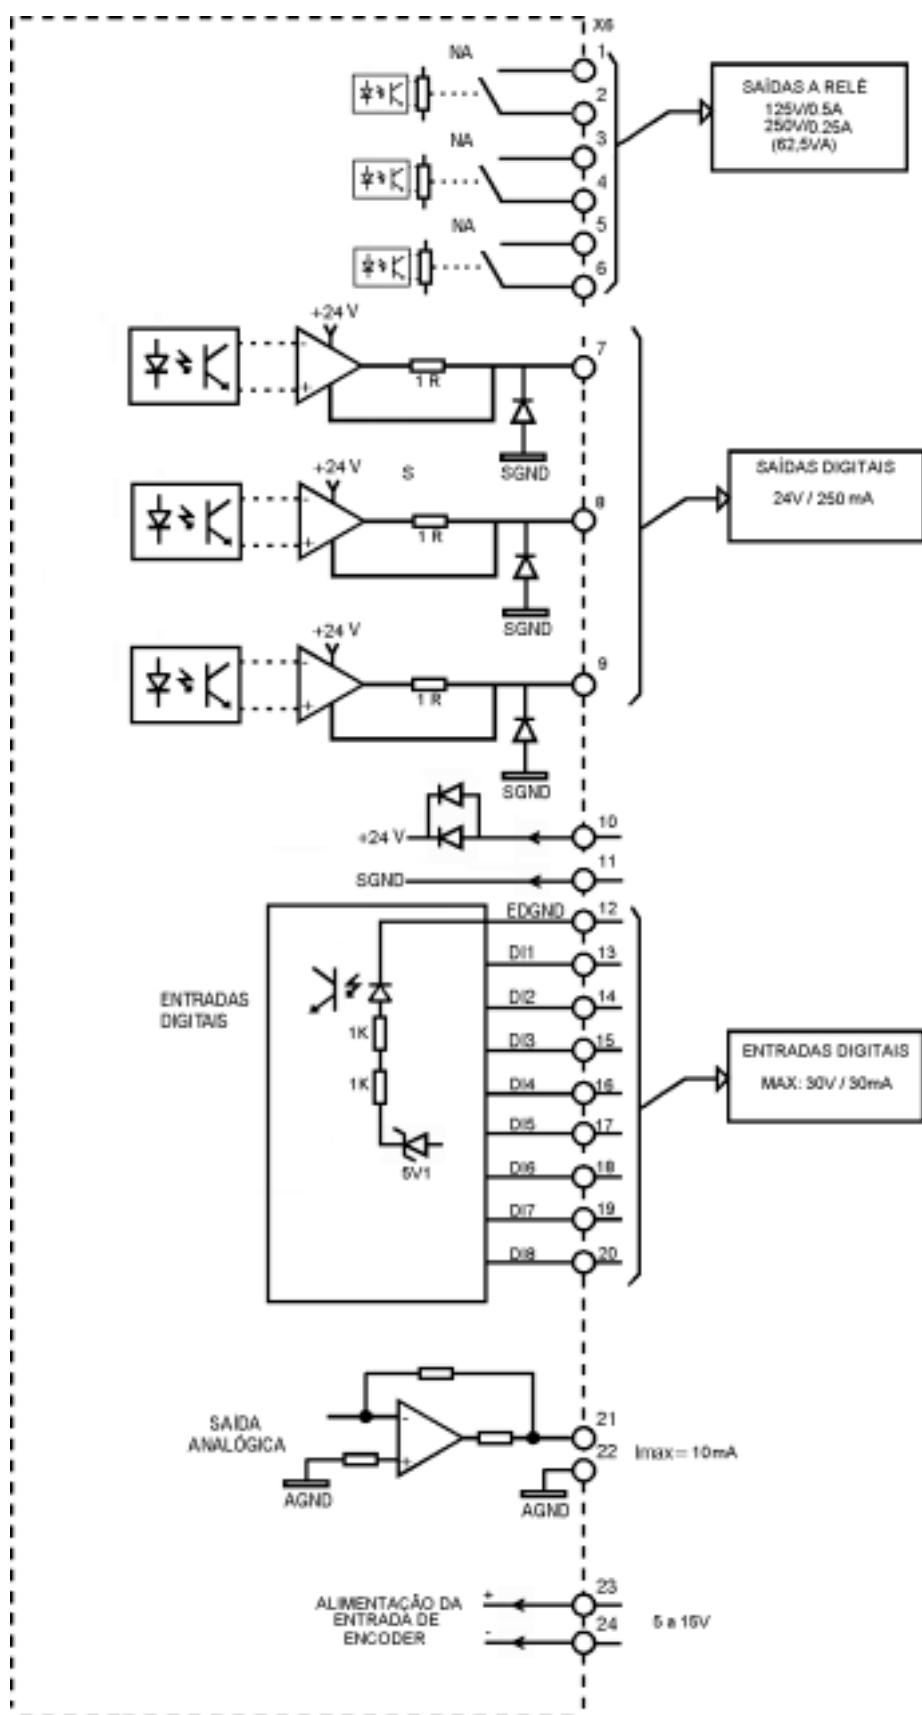 X6
NA
1
2
NA
3
4
NA
5
6
SAÍDAS A RELÊ
125V/0.5A
250V/0.25A
(62,5VA)
+24 V
-
+
1 R
7
SGND
+24 V
S
-
+
1 R
8
SGND
SAÍDAS DIGITAIS
24V / 250 mA
+24 V
-
+
1 R
9
SGND
+24 V
10
SGND
11
EDGND
12
DI1
13
DI2
14
DI3
15
DI4
16
DI5
17
DI6
18
DI7
19
DI8
20
ENTRADAS
DIGITAIS
1K
1K
5V1
ENTRADAS DIGITAIS
MAX: 30V / 30mA
SAÍDA
ANALÓGICA
-
+
AGND
21
22
AGND
Imax = 10mA
ALIMENTAÇÃO DA
ENTRADA DE
ENCODER
+
-
23
24
5 a 15V